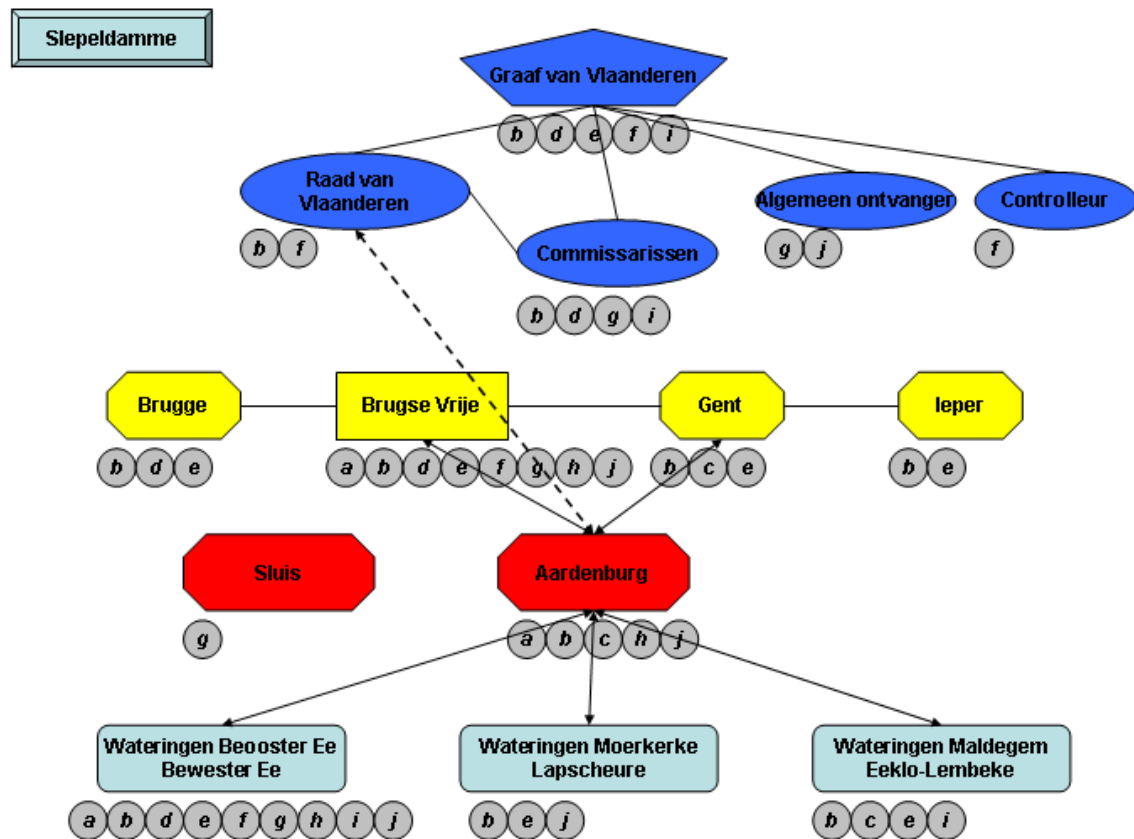 Slepeldamme
Graaf van Vlaanderen
b d e f i
Raad van
Vlaanderen
b f
Commissarissen
b d g i
Algemeen ontvanger
g j
Controlleur
f
Brugge
b d e
Brugse Vrije
a b d e f g h j
Gent
b c e
Ieper
b e
Sluis
g
Aardenburg
a b c h j
Wateringen Beooster Ee
Bewester Ee
a b d e f g h i j
Wateringen Moerkerke
Lapscheure
b e j
Wateringen Maldegem
Eeklo-Lembeke
b c e i